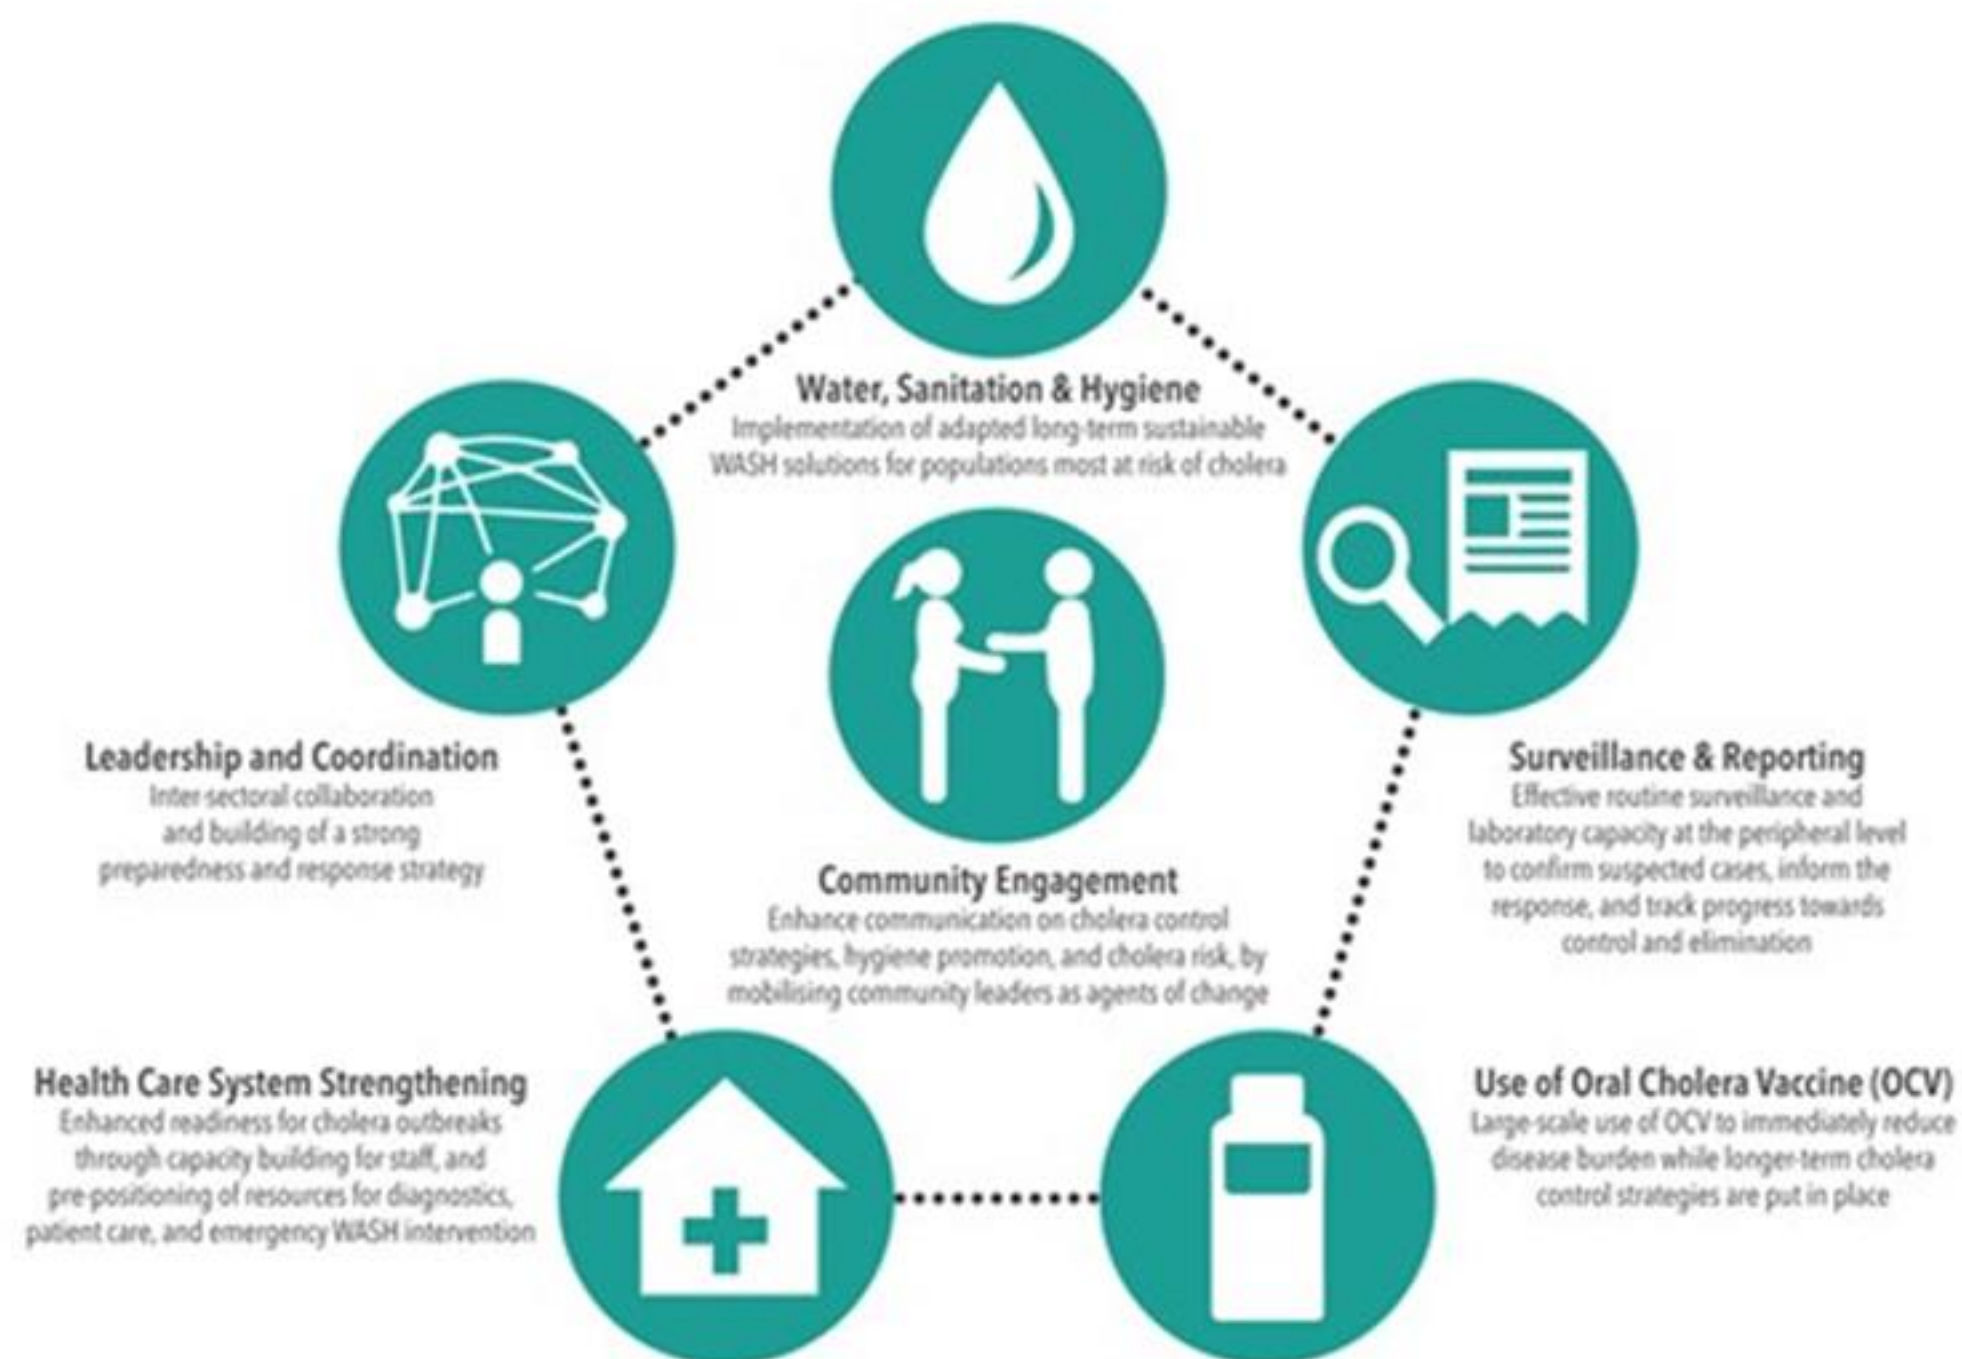 Water, Sanitation & Hygiene
Implementation of adapted long-term sustainable
WASH solutions for populations most at risk of cholera
Leadership and Coordination
Inter-sectoral collaboration
and building of a strong
preparedness and response strategy
Surveillance & Reporting
Effective routine surveillance and
laboratory capacity at the peripheral level
to confirm suspected cases, inform the
response, and track progress towards
control and elimination
Community Engagement
Enhance communication on cholera control
strategies, hygiene promotion, and cholera risk, by
mobilising community leaders as agents of change
Health Care System Strengthening
Enhanced readiness for cholera outbreaks
through capacity building for staff, and
pre-positioning of resources for diagnostics,
patient care, and emergency WASH intervention
Use of Oral Cholera Vaccine (OCV)
Large-scale use of OCV to immediately reduce
disease burden while longer-term cholera
control strategies are put in place